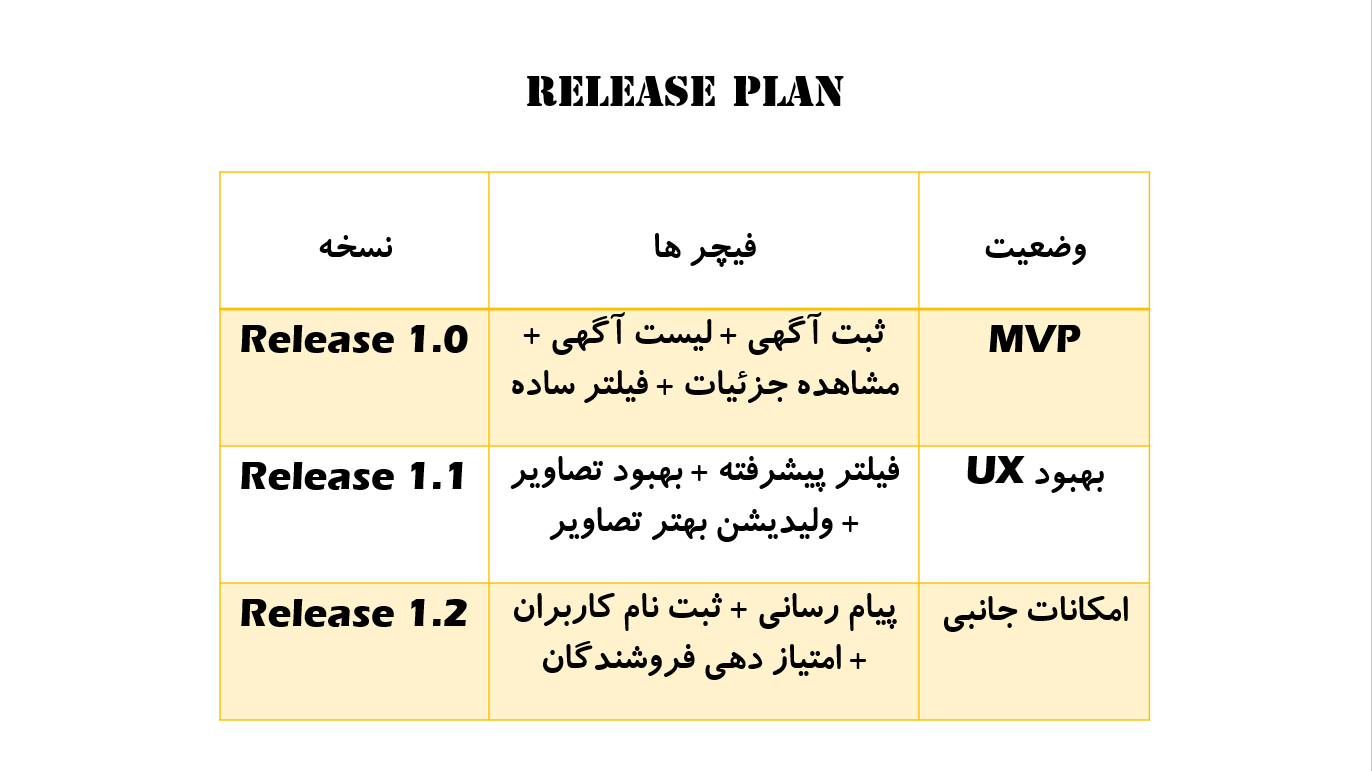 RELEASE PLAN
نسخه
فیچر ها
وضعیت
Release 1.0
ثبت آگهی + لیست آگهی +
مشاهده جزئیات + فیلتر ساده
MVP
Release 1.1
فیلتر پیشرفته + بهبود تصاویر
+ ولیدیشن بهتر تصاویر
بهبود UX
Release 1.2
پیام رسانی + ثبت نام کاربران
+ امتیاز دهی فروشندگان
امکانات جانبی